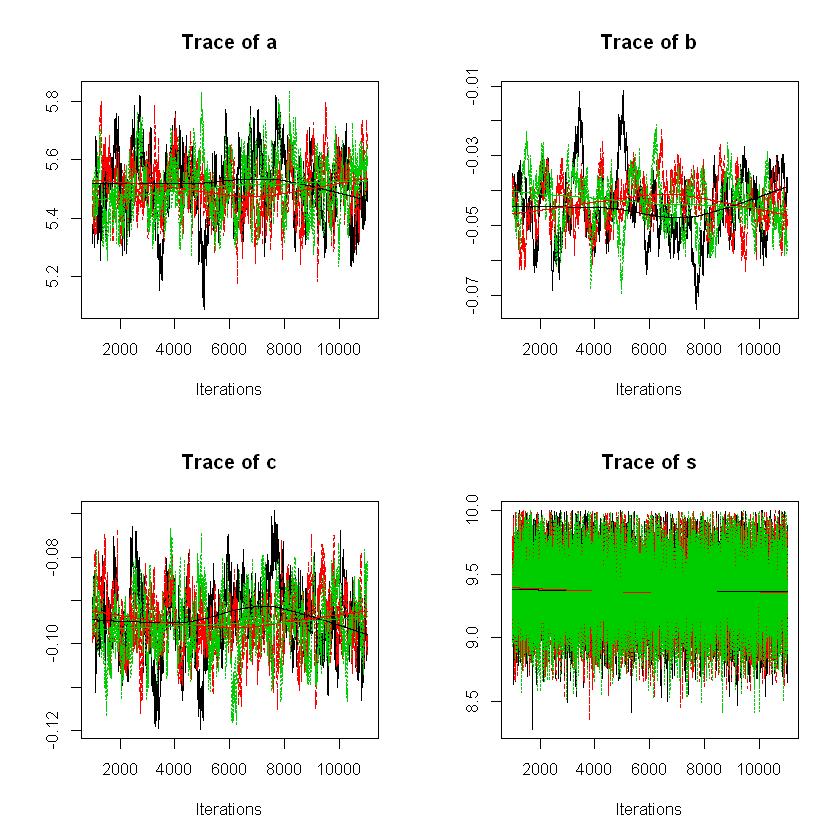 Trace of a
5.8
5.6
5.4
5.2
2000 4000 6000 8000 10000
Iterations
Trace of b
-0.01
-0.03
-0.05
-0.07
2000 4000 6000 8000 10000
Iterations
Trace of c
-0.08
-0.10
-0.12
2000 4000 6000 8000 10000
Iterations
Trace of s
10.0
9.5
9.0
8.5
2000 4000 6000 8000 10000
Iterations